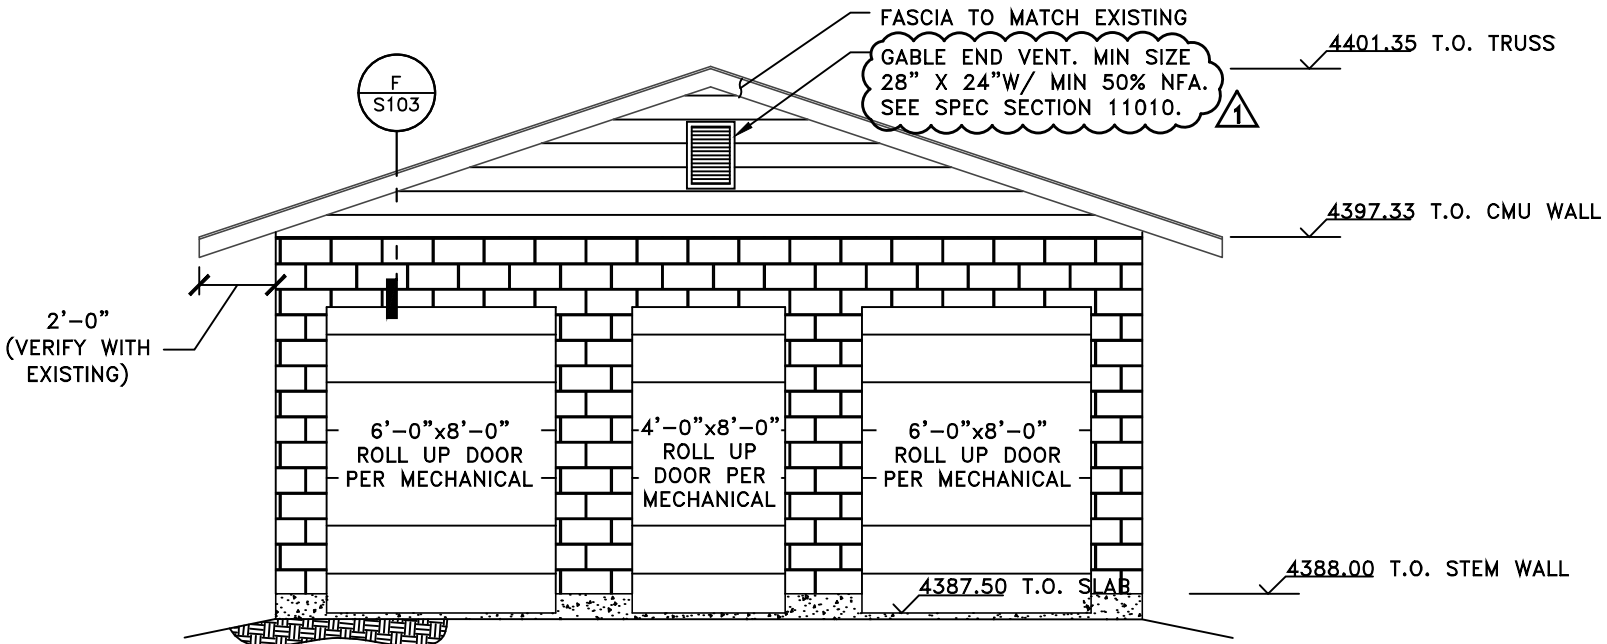 FASCIA TO MATCH EXISTING
GABLE END VENT. MIN SIZE
28” X 24”W/ MIN 50% NFA.
SEE SPEC SECTION 11010.
1
4401.35 T.O. TRUSS
F
S103
4397.33 T.O. CMU WALL
2’-0”
(VERIFY WITH
EXISTING)
6’-0”x8’-0”
ROLL UP DOOR
PER MECHANICAL
4’-0”x8’-0”
ROLL UP
DOOR PER
MECHANICAL
6’-0”x8’-0”
ROLL UP DOOR
PER MECHANICAL
4387.50 T.O. SLAB
4388.00 T.O. STEM WALL